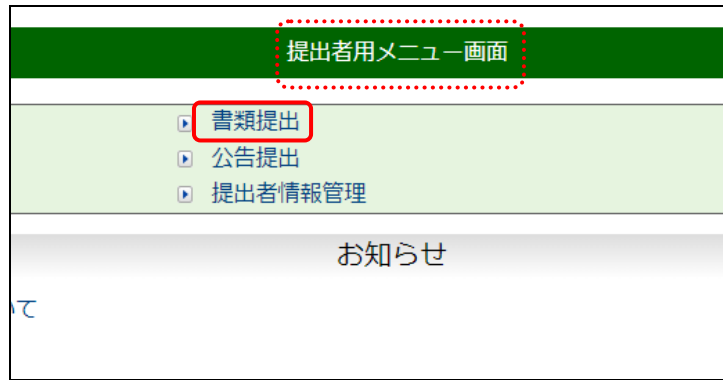 提出者用メニュー画面
書類提出
公告提出
提出者情報管理
お知らせ
いて